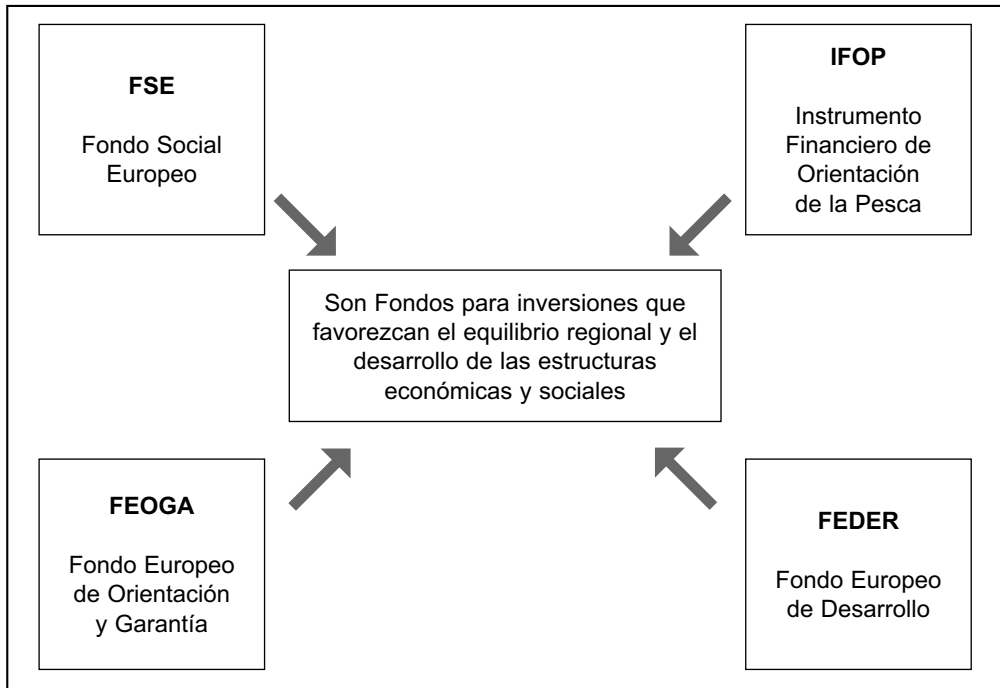 FSE
Fondo Social
Europeo
IFOP
Instrumento
Financiero de
Orientación
de la Pesca
Son Fondos para inversiones que
favorezcan el equilibrio regional y el
desarrollo de las estructuras
económicas y sociales
FEOGA
Fondo Europeo
de Orientación
y Garantía
FEDER
Fondo Europeo
de Desarrollo